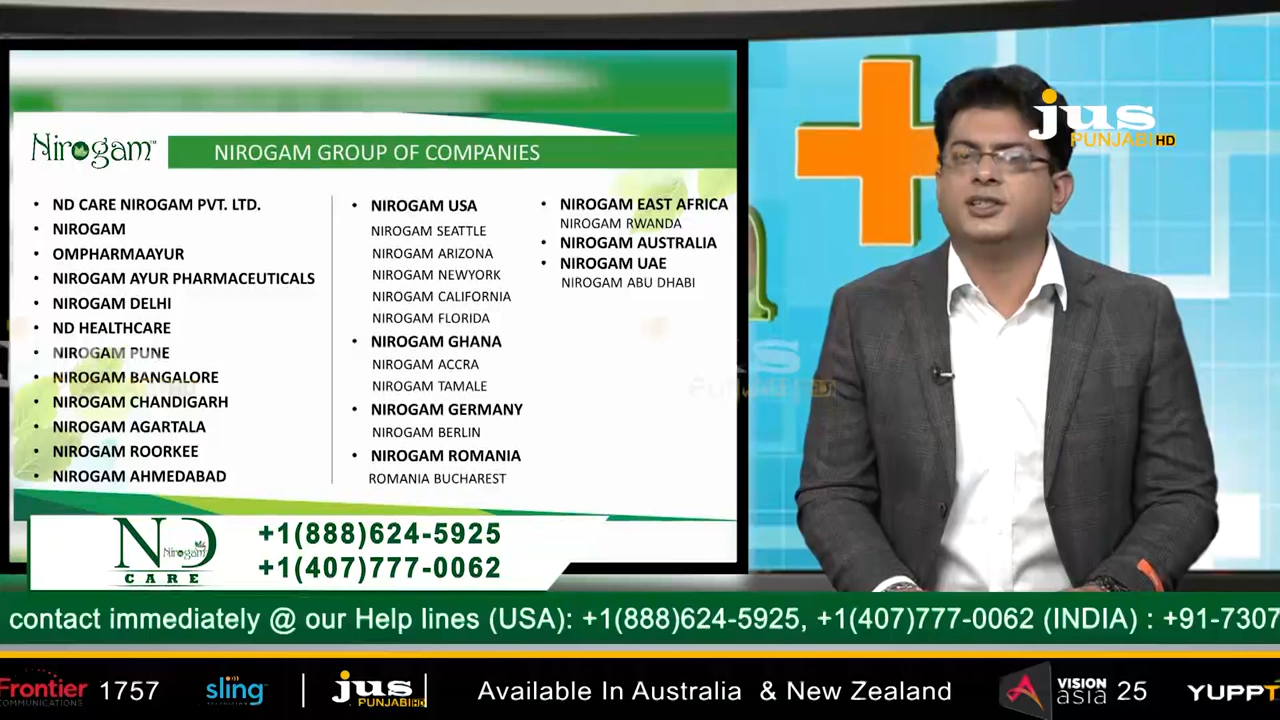 jus
PUNJABI HD
Nirogam™
NIROGAM GROUP OF COMPANIES
• ND CARE NIROGAM PVT. LTD.
• NIROGAM
• OMPHARMAAYUR
• NIROGAM AYUR PHARMACEUTICALS
• NIROGAM DELHI
• ND HEALTHCARE
• NIROGAM PUNE
• NIROGAM BANGALORE
• NIROGAM CHANDIGARH
• NIROGAM AGARTALA
• NIROGAM ROORKEE
• NIROGAM AHMEDABAD
• NIROGAM USA
NIROGAM SEATTLE
NIROGAM ARIZONA
NIROGAM NEWYORK
NIROGAM CALIFORNIA
NIROGAM FLORIDA
• NIROGAM GHANA
NIROGAM ACCRA
NIROGAM TAMALE
• NIROGAM GERMANY
NIROGAM BERLIN
• NIROGAM ROMANIA
ROMANIA BUCHAREST
• NIROGAM EAST AFRICA
NIROGAM RWANDA
• NIROGAM AUSTRALIA
• NIROGAM UAE
NIROGAM ABU DHABI
ND
Nirogam
CARE
+1(888)624-5925
+1(407)777-0062
contact immediately @ our Help lines (USA): +1(888)624-5925, +1(407)777-0062 (INDIA) : +91-7307
Frontier
COMMUNICATIONS
1757
sling
jus
PUNJABI HD
Available In Australia & New Zealand
VISION
asia
25
YUPPT